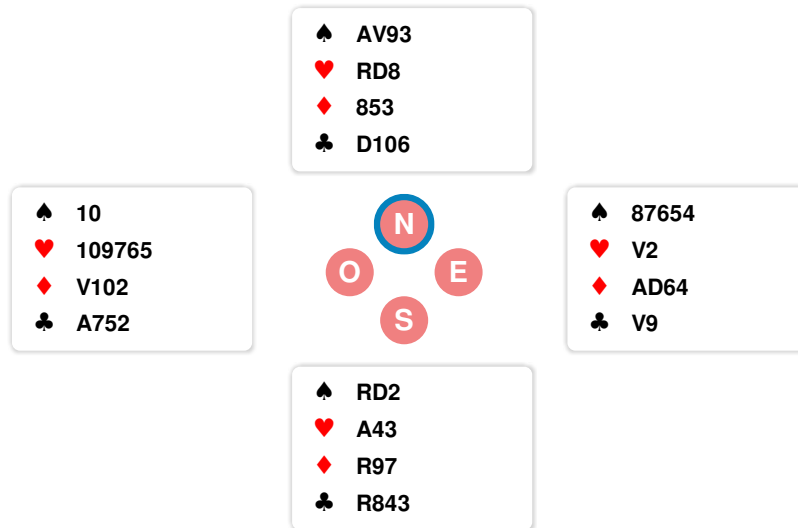 ♠ AV93
♥ RD8
♦ 853
♣ D106
♠ 10
♥ 109765
♦ V102
♣ A752
N
O E
S
♠ 87654
♥ V2
♦ AD64
♣ V9
♠ RD2
♥ A43
♦ R97
♣ R843